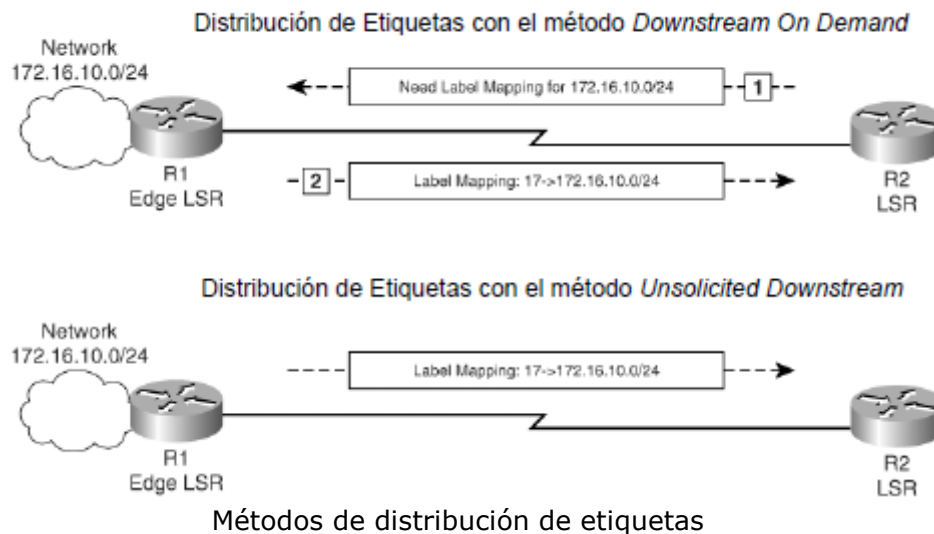 Distribución de Etiquetas con el método Downstream On Demand
Network
172.16.10.0/24
Need Label Mapping for 172.16.10.0/24
1
R1
Edge LSR
2
Label Mapping: 17->172.16.10.0/24
R2
LSR
Distribución de Etiquetas con el método Unsolicited Downstream
Network
172.16.10.0/24
Label Mapping: 17->172.16.10.0/24
R1
Edge LSR
R2
LSR
Métodos de distribución de etiquetas